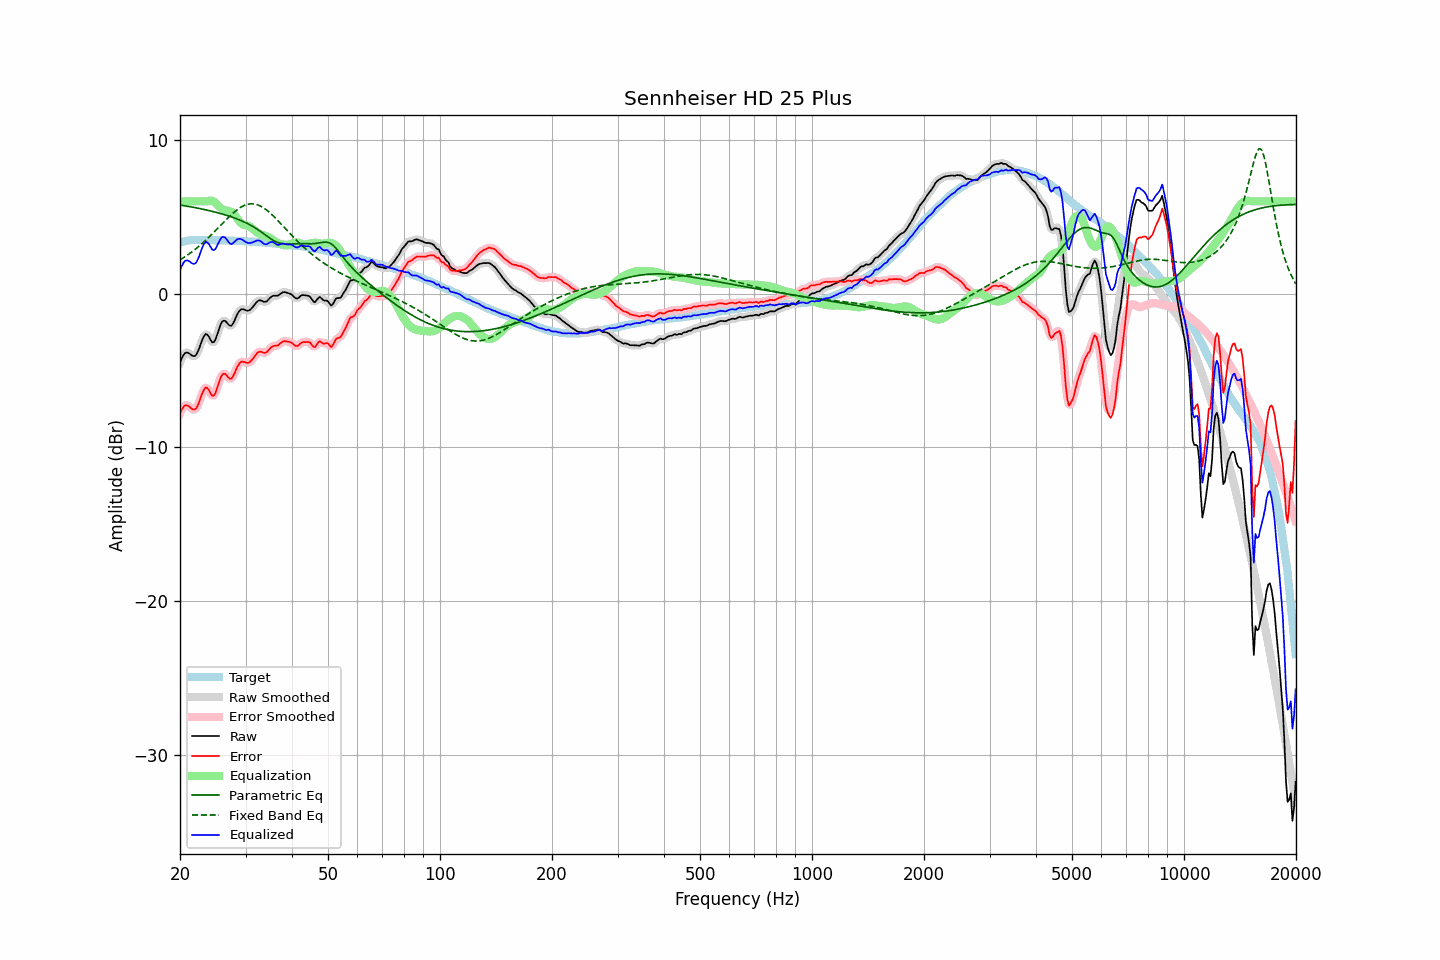 Sennheiser HD 25 Plus
10
0
−10
−20
−30
Amplitude (dBr)
Target
Raw Smoothed
Error Smoothed
Raw
Error
Equalization
Parametric Eq
Fixed Band Eq
Equalized
20
50
100
200
500
1000
2000
5000
10000
20000
Frequency (Hz)